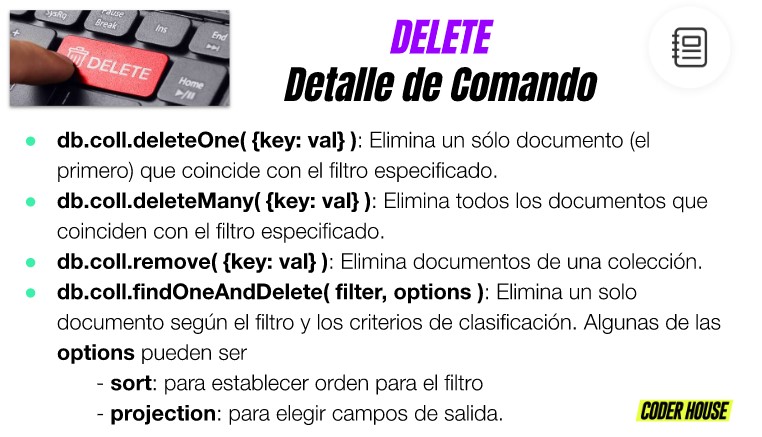 SysRq
Pause
Break
Ins
End
DELETE
Home
DELETE
Detalle de Comando
● db.coll.deleteOne( {key: val} ): Elimina un sólo documento (el
primero) que coincide con el filtro especificado.
● db.coll.deleteMany( {key: val} ): Elimina todos los documentos que
coinciden con el filtro especificado.
● db.coll.remove( {key: val} ): Elimina documentos de una colección.
● db.coll.findOneAndDelete( filter, options ): Elimina un solo
documento según el filtro y los criterios de clasificación. Algunas de las
options pueden ser
- sort: para establecer orden para el filtro
- projection: para elegir campos de salida.
CODER HOUSE